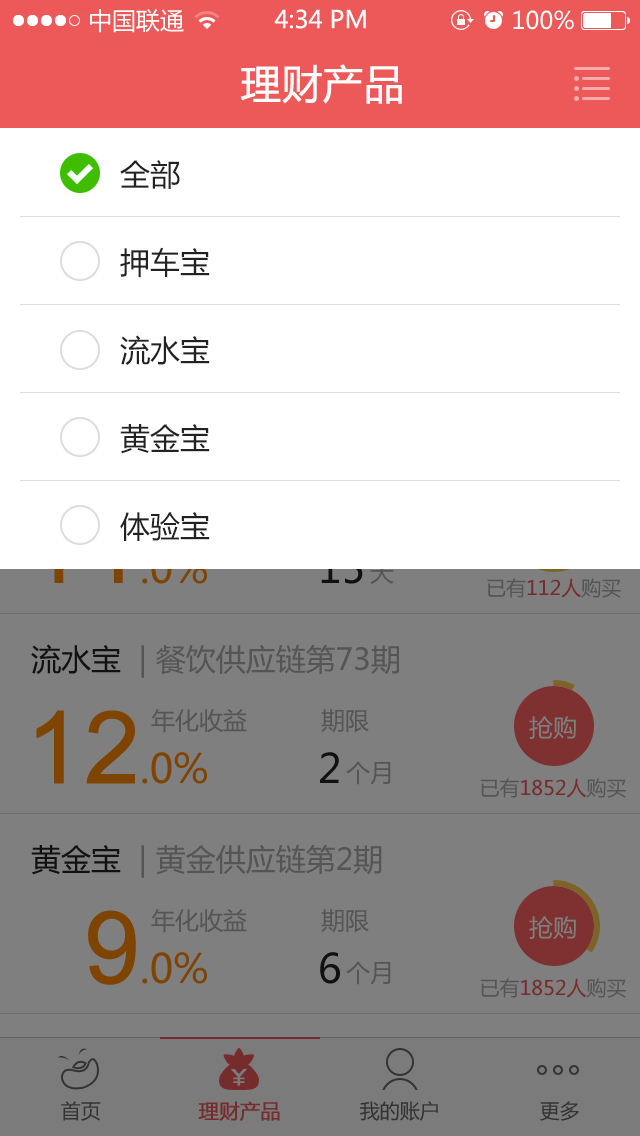 中国联通 4:34 PM 100%
理财产品
全部
押车宝
流水宝
黄金宝
体验宝
.0% 15天
已有112人购买
流水宝 | 餐饮供应链第73期
12.0% 年化收益 期限 2个月 抢购
已有1852人购买
黄金宝 | 黄金供应链第2期
9.0% 年化收益 期限 6个月 抢购
已有1852人购买
首页 理财产品 我的账户 更多